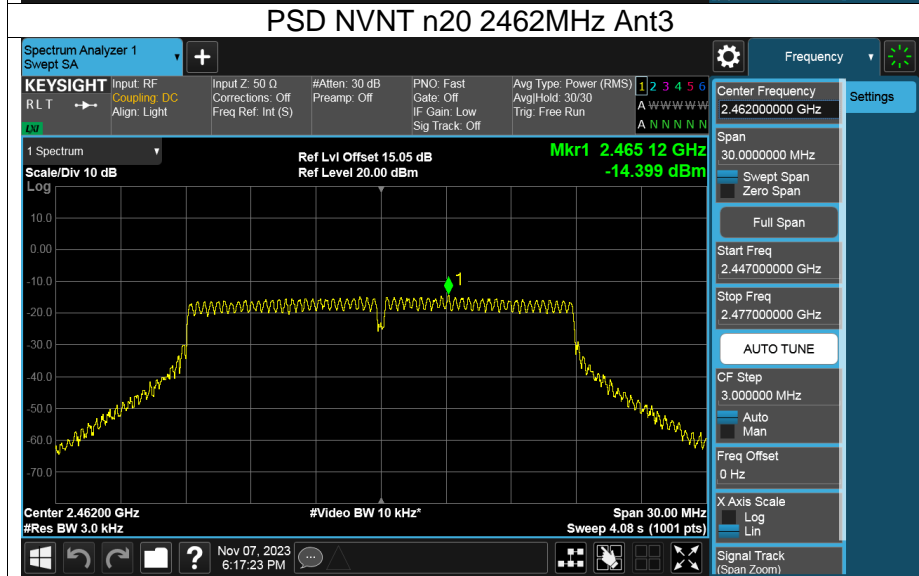 PSD NVNT n20 2462MHz Ant3
Spectrum Analyzer 1
Swept SA
+
Frequency
KEYSIGHT
RLT
LXI
Input: RF
Coupling: DC
Align: Light
Input Z: 50 Ω
Corrections: Off
Freq Ref: Int (S)
#Atten: 30 dB
Preamp: Off
PNO: Fast
Gate: Off
IF Gain: Low
Sig Track: Off
Avg Type: Power (RMS)
Avg|Hold: 30/30
Trig: Free Run
1 2 3 4 5 6
A W W W W W
A N N N N N
1 Spectrum
Scale/Div 10 dB
Log
Ref Lvl Offset 15.05 dB
Ref Level 20.00 dBm
Mkr1 2.465 12 GHz
-14.399 dBm
10.0
0.00
-10.0
-20.0
-30.0
-40.0
-50.0
-60.0
-70.0
1
Center 2.46200 GHz
#Res BW 3.0 kHz
#Video BW 10 kHz*
Span 30.00 MHz
Sweep 4.08 s (1001 pts)
Nov 07, 2023
6:17:23 PM
?
Center Frequency
2.462000000 GHz
Settings
Span
30.0000000 MHz
Swept Span
Zero Span
Full Span
Start Freq
2.447000000 GHz
Stop Freq
2.477000000 GHz
AUTO TUNE
CF Step
3.000000 MHz
Auto
Man
Freq Offset
0 Hz
X Axis Scale
Log
Lin
Signal Track
(Span Zoom)